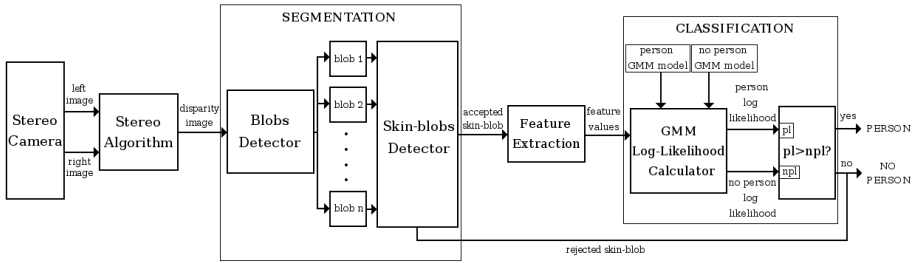 SEGMENTATION
CLASSIFICATION
Stereo
Camera
left
image
right
image
Stereo
Algorithm
disparity
image
Blobs
Detector
blob 1
blob 2
blob n
Skin-blobs
Detector
accepted
skin-blob
Feature
Extraction
feature
values
person
GMM model
no person
GMM model
GMM
Log-Likelihood
Calculator
person
log
likelihood
no person
log
likelihood
pl
pl>npl?
npl
yes
PERSON
no
NO
PERSON
rejected skin-blob